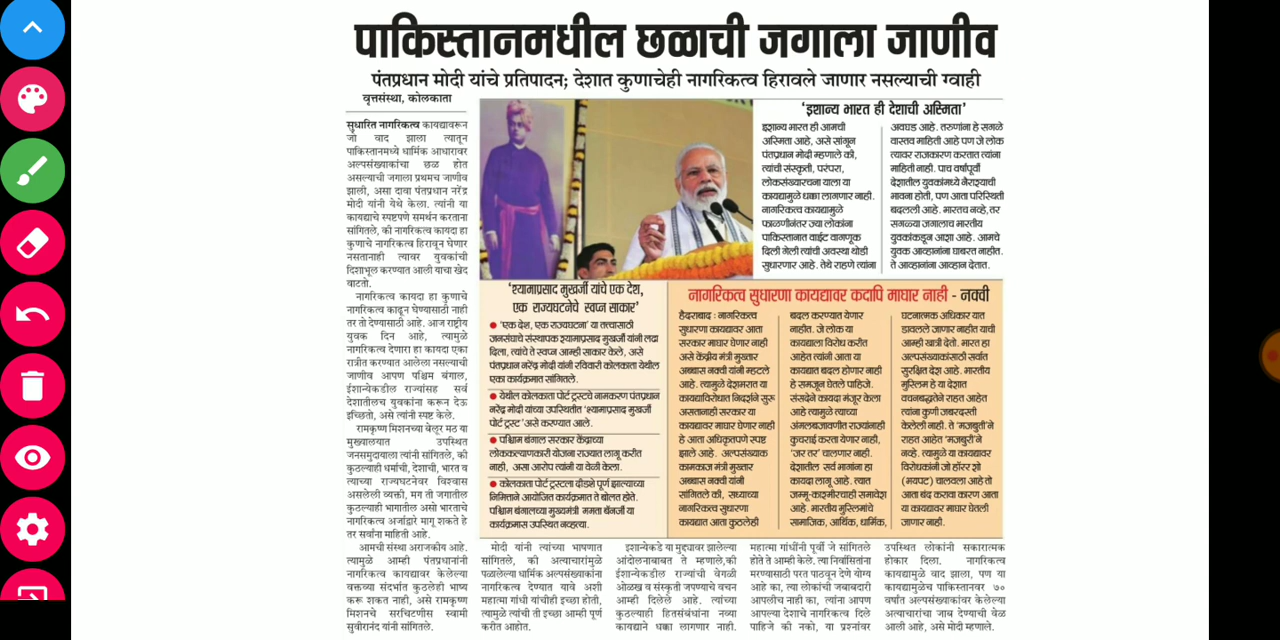 पाकिस्तानमधील छळाची जगाला जाणीव
पंतप्रधान मोदी यांचे प्रतिपादन; देशात कुणाचेही नागरिकत्व हिरावले जाणार नसल्याची ग्वाही
वृत्तसंस्था, कोलकाता
सुधारित नागरिकत्व कायद्यावरून
जो वाद झाला त्यातून
पाकिस्तानमध्ये धार्मिक आधारावर
अल्पसंख्याकांचा छळ होत
असल्याची जगाला प्रथमच जाणीव
झाली, असा दावा पंतप्रधान नरेंद्र
मोदी यांनी येथे केला. त्यांनी या
कायद्याचे स्पष्टपणे समर्थन करताना
सांगितले, की नागरिकत्व कायदा हा
कुणाचे नागरिकत्व हिरावून घेणार
नसतानाही त्यावर युवकांची
दिशाभूल करण्यात आली याचा खेद
वाटतो.
नागरिकत्व कायदा हा कुणाचे
नागरिकत्व काढून घेण्यासाठी नाही
तर तो देण्यासाठी आहे. आज राष्ट्रीय
युवक दिन आहे, त्यामुळे
नागरिकत्व देणारा हा कायदा एका
रात्रीत करण्यात आलेला नसल्याची
जाणीव आपण पश्चिम बंगाल,
ईशान्येकडील राज्यांसह सर्व
देशातीलच युवकांना करून देऊ
इच्छितो, असे त्यांनी स्पष्ट केले.
रामकृष्ण मिशनच्या बेलूर मठ या
मुख्यालयात उपस्थित
जनसमुदायाला त्यांनी सांगितले, की
कुठल्याही धर्माची, देशाची, भारत व
त्याच्या राज्यघटनेवर विश्वास
असलेली व्यक्ती, मग ती जगातील
कुठल्याही भागातील असो भारताचे
नागरिकत्व अर्जाद्वारे मागू शकते हे
तर सर्वांना माहिती आहे.
आमची संस्था अराजकीय आहे.
त्यामुळे आम्ही पंतप्रधानांनी
नागरिकत्व कायद्यावर केलेल्या
वक्तव्या संदर्भात कुठलेही भाष्य
करू शकत नाही, असे रामकृष्ण
मिशनचे सरचिटणीस स्वामी
सुवीरानंद यांनी सांगितले.
‘इशान्य भारत ही देशाची अस्मिता’
इशान्य भारत ही आमची
अस्मिता आहे, असे सांगून
पंतप्रधान मोदी म्हणाले की,
त्यांची संस्कृती, परंपरा,
लोकसंख्यारचना याला या
कायद्यामुळे धक्का लागणार नाही.
नागरिकत्व कायद्यामुळे
फाळणीनंतर ज्या लोकांना
पाकिस्तानात वाईट वागणूक
दिली गेली त्यांची अवस्था थोडी
सुधारणार आहे. तेथे राहणे त्यांना
अवघड आहे. तरुणांना हे सगळे
वास्तव माहिती आहे पण जे लोक
त्यावर राजकारण करतात त्यांना
माहिती नाही. पाच वर्षांपूर्वी
देशातील युवकांमध्ये नैराश्याची
भावना होती, पण आता परिस्थिती
बदलली आहे. भारतच नव्हे, तर
सगळ्या जगालाच भारतीय
युवकांकडून आशा आहे. आमचे
युवक आव्हानांना घाबरत नाहीत.
ते आव्हानांना आव्हान देतात.
‘श्यामाप्रसाद मुखर्जी यांचे एक देश,
एक राज्यघटनेचे स्वप्न साकार’
● ‘एक देश, एक राज्यघटना’ या तत्त्वासाठी
जनसंघाचे संस्थापक श्यामाप्रसाद मुखर्जी यांनी लढा
दिला, त्यांचे ते स्वप्न आम्ही साकार केले, असे
पंतप्रधान नरेंद्र मोदी यांनी रविवारी कोलकाता येथील
एका कार्यक्रमात सांगितले.
● येथील कोलकाता पोर्ट ट्रस्टचे नामकरण पंतप्रधान
नरेंद्र मोदी यांच्या उपस्थितीत ‘श्यामाप्रसाद मुखर्जी
पोर्ट ट्रस्ट’ असे करण्यात आले.
● पश्चिम बंगाल सरकार केंद्राच्या
लोककल्याणकारी योजना राज्यात लागू करीत
नाही, असा आरोप त्यांनी या वेळी केला.
● कोलकाता पोर्ट ट्रस्टला दीडशे पूर्ण झाल्याच्या
निमित्ताने आयोजित कार्यक्रमात ते बोलत होते.
पश्चिम बंगालच्या मुख्यमंत्री ममता बॅनर्जी या
कार्यक्रमास उपस्थित नव्हत्या.
नागरिकत्व सुधारणा कायद्यावर कदापि माघार नाही - नक्वी
हैदराबाद : नागरिकत्व
सुधारणा कायद्यावर आता
सरकार माघार घेणार नाही
असे केंद्रीय मंत्री मुख्तार
अब्बास नक्वी यांनी म्हटले
आहे. त्यामुळे देशभरात या
कायद्याविरोधात निदर्शने सुरू
असतानाही सरकार या
कायद्यावर माघार घेणार नाही
हे आता अधिकृतपणे स्पष्ट
झाले आहे. अल्पसंख्याक
कामकाज मंत्री मुख्तार
अब्बास नक्वी यांनी
सांगितले की, सध्याच्या
नागरिकत्व सुधारणा
कायद्यात आता कुठलेही
बदल करण्यात येणार
नाहीत. जे लोक या
कायद्याला विरोध करीत
आहेत त्यांनी आता या
कायद्यात बदल होणार नाही
हे समजून घेतले पाहिजे.
संसदेने कायदा मंजूर केला
आहे त्यामुळे त्याच्या
अंमलबजावणीत राज्यांनाही
कुचराई करता येणार नाही,
‘जर तर’ चालणार नाही.
देशातील सर्व भागांना हा
कायदा लागू आहे. त्यात
जम्मू-काश्मीरचाही समावेश
आहे. भारतीय मुस्लिमांचे
सामाजिक, आर्थिक, धार्मिक,
घटनात्मक अधिकार यात
डावलले जाणार नाहीत याची
आम्ही खात्री देतो. भारत हा
अल्पसंख्याकांसाठी सर्वात
सुरक्षित देश आहे. भारतीय
मुस्लिम हे या देशात
वचनबद्धतेने राहत आहेत
त्यांना कुणी जबरदस्ती
केलेली नाही. ते ‘मजबुती’ने
राहत आहेत ‘मजबुरी’ने
नव्हे. त्यामुळे या कायद्यावर
विरोधकांनी जो हॉरर शो
(भयपट) चालवला आहे तो
आता बंद करावा कारण आता
या कायद्यावर माघार घेतली
जाणार नाही.
मोदी यांनी त्यांच्या भाषणात
सांगितले, की अत्याचारांमुळे
पळालेल्या धार्मिक अल्पसंख्याकांना
नागरिकत्व देण्यात यावे अशी
महात्मा गांधी यांचीही इच्छा होती,
त्यामुळे त्यांची ती इच्छा आम्ही पूर्ण
करीत आहोत.
इशान्येकडे या मुद्द्यावर झालेल्या
आंदोलनाबाबत ते म्हणाले,की
ईशान्येकडील राज्यांची वेगळी
ओळख व संस्कृती जपण्याचे वचन
आम्ही दिलेले आहे. त्यांच्या
कुठल्याही हितसंबंधांना नव्या
कायद्याने धक्का लागणार नाही.
महात्मा गांधींनी पूर्वी जे सांगितले
होते ते आम्ही केले. त्या निर्वासितांना
मरण्यासाठी परत पाठवून देणे योग्य
आहे का, त्या लोकांची जबाबदारी
आपलीच नाही का, त्यांना आपण
आपल्या देशाचे नागरिकत्व दिले
पाहिजे की नको, या प्रश्नांवर
उपस्थित लोकांनी सकारात्मक
होकार दिला. नागरिकत्व
कायद्यामुळे वाद झाला, पण या
कायद्यामुळेच पाकिस्तानवर ७०
वर्षांत अल्पसंख्याकांवर केलेल्या
अत्याचारांचा जाब देण्याची वेळ
आली आहे, असे मोदी म्हणाले.